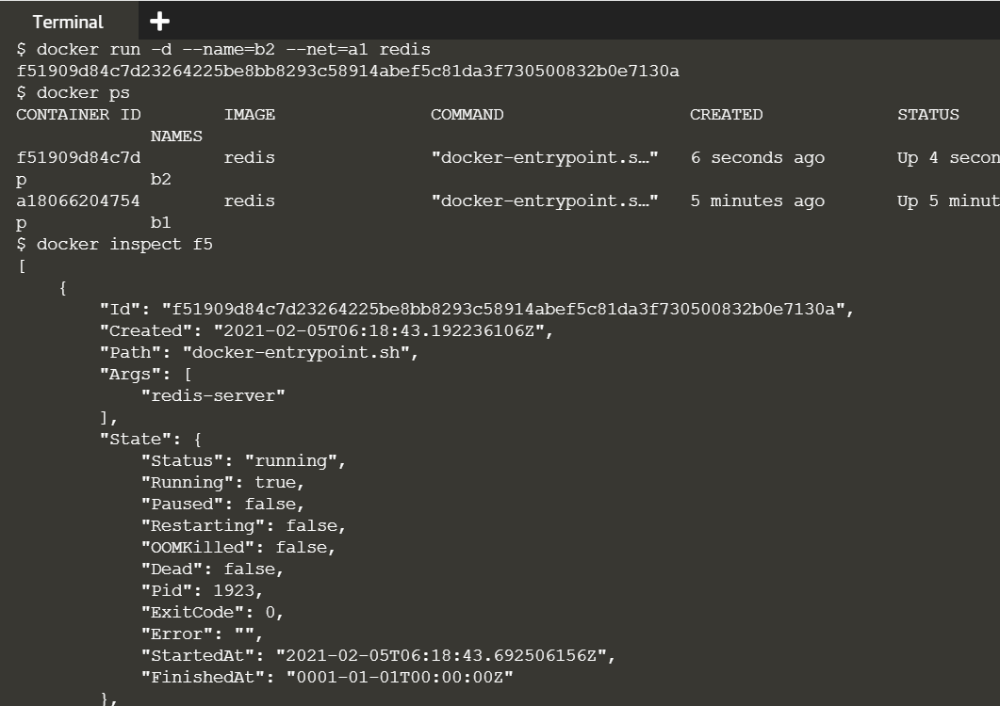 Terminal +
$ docker run -d --name=b2 --net=a1 redis
f51909d84c7d23264225be8bb8293c58914abef5c81da3f730500832b0e7130a
$ docker ps
CONTAINER ID        IMAGE               COMMAND                  CREATED             STATUS
             NAMES
f51909d84c7d        redis               "docker-entrypoint.s…"   6 seconds ago       Up 4 secon
p            b2
a18066204754        redis               "docker-entrypoint.s…"   5 minutes ago       Up 5 minut
p            b1
$ docker inspect f5
[
    {
        "Id": "f51909d84c7d23264225be8bb8293c58914abef5c81da3f730500832b0e7130a",
        "Created": "2021-02-05T06:18:43.192236106Z",
        "Path": "docker-entrypoint.sh",
        "Args": [
            "redis-server"
        ],
        "State": {
            "Status": "running",
            "Running": true,
            "Paused": false,
            "Restarting": false,
            "OOMKilled": false,
            "Dead": false,
            "Pid": 1923,
            "ExitCode": 0,
            "Error": "",
            "StartedAt": "2021-02-05T06:18:43.692506156Z",
            "FinishedAt": "0001-01-01T00:00:00Z"
        },